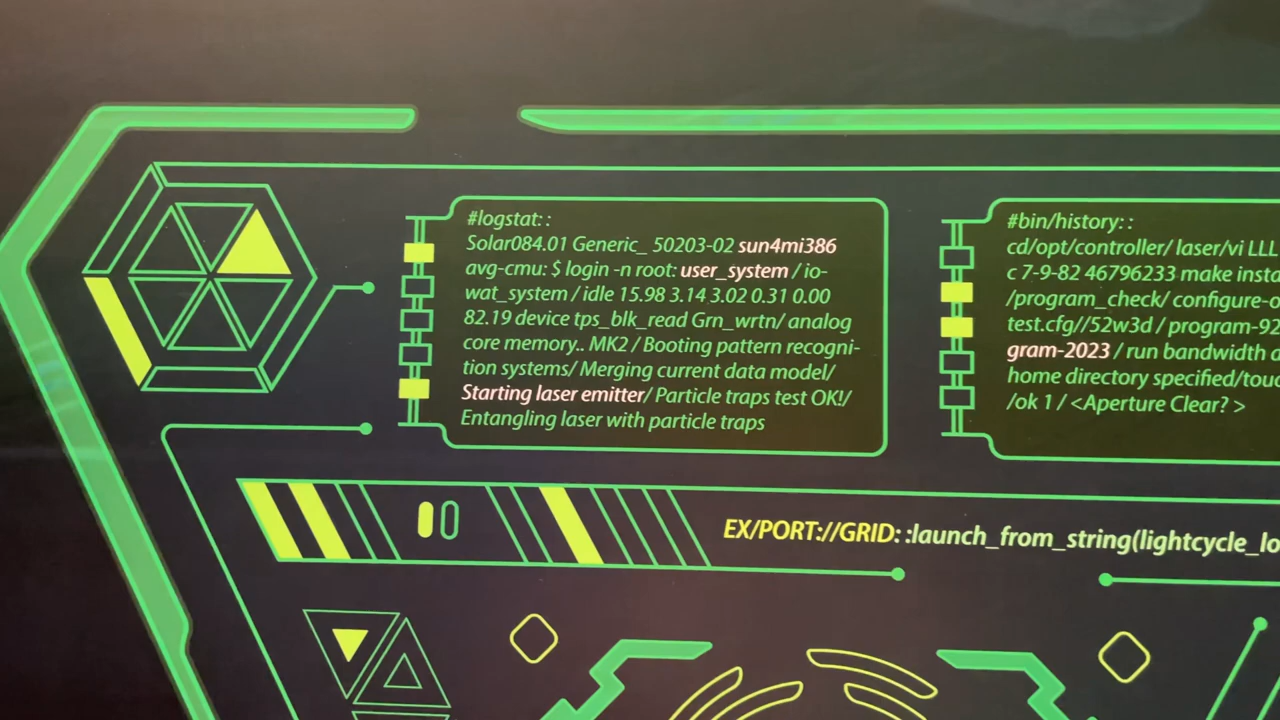 #logstat: :
Solar084.01 Generic_ 50203-02 sun4mi386
avg-cmu: $ login -n root: user_system / io-
wat_system / idle 15.98 3.14 3.02 0.31 0.00
82.19 device tps_blk_read Grn_wrtn/ analog
core memory.. MK2 / Booting pattern recogni-
tion systems/ Merging current data model/
Starting laser emitter/ Particle traps test OK!/
Entangling laser with particle traps
#bin/history: :
cd/opt/controller/ laser/vi LLL
c 7-9-82 46796233 make insta
/program_check/ configure-o
test.cfg//52w3d / program-92
gram-2023 / run bandwidth
home directory specified/touc
/ok 1 / <Aperture Clear? >
EX/PORT://GRID: :launch_from_string(lightcycle_lo